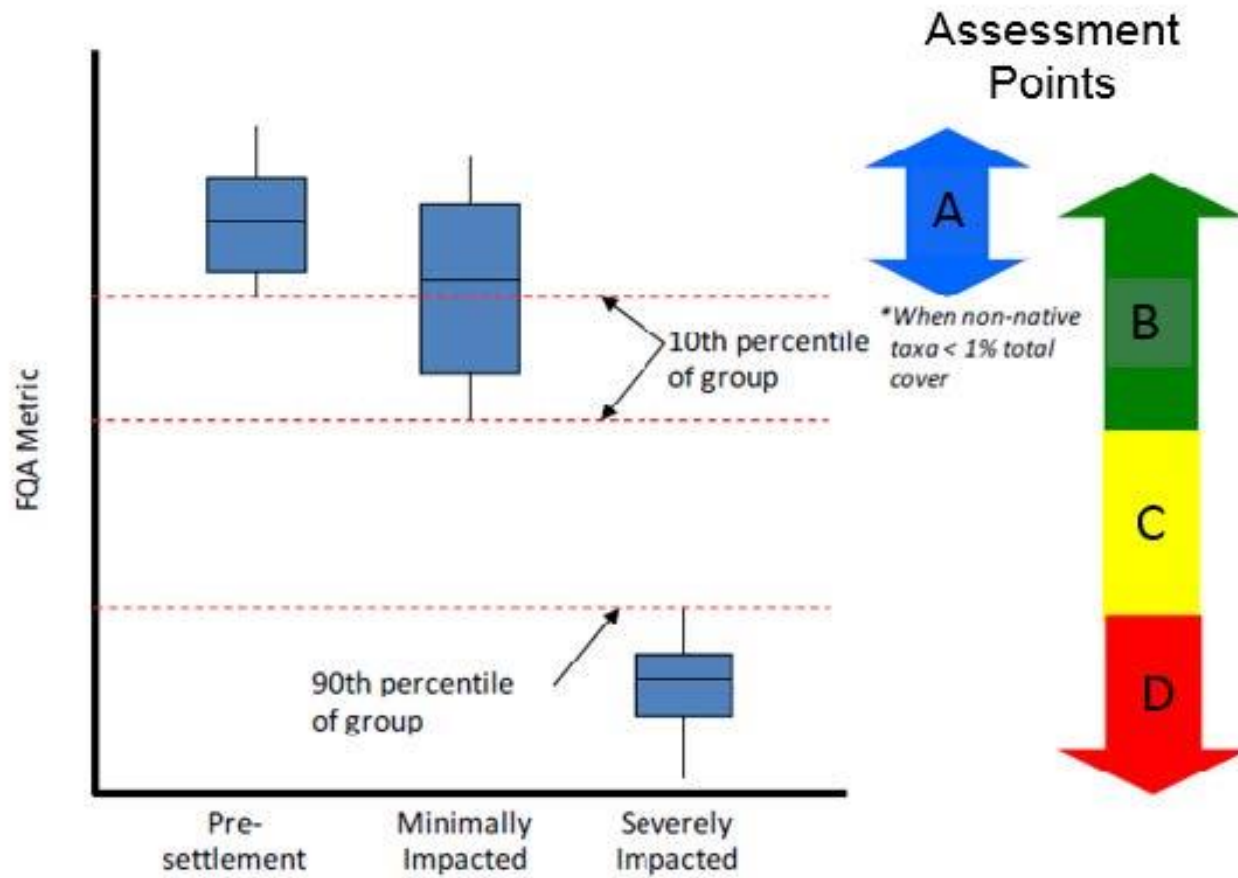 Assessment
Points
A
*When non-native
taxa < 1% total
cover
B
C
D
FQA Metric
10th percentile
of group
90th percentile
of group
Pre-
settlement
Minimally
Impacted
Severely
Impacted